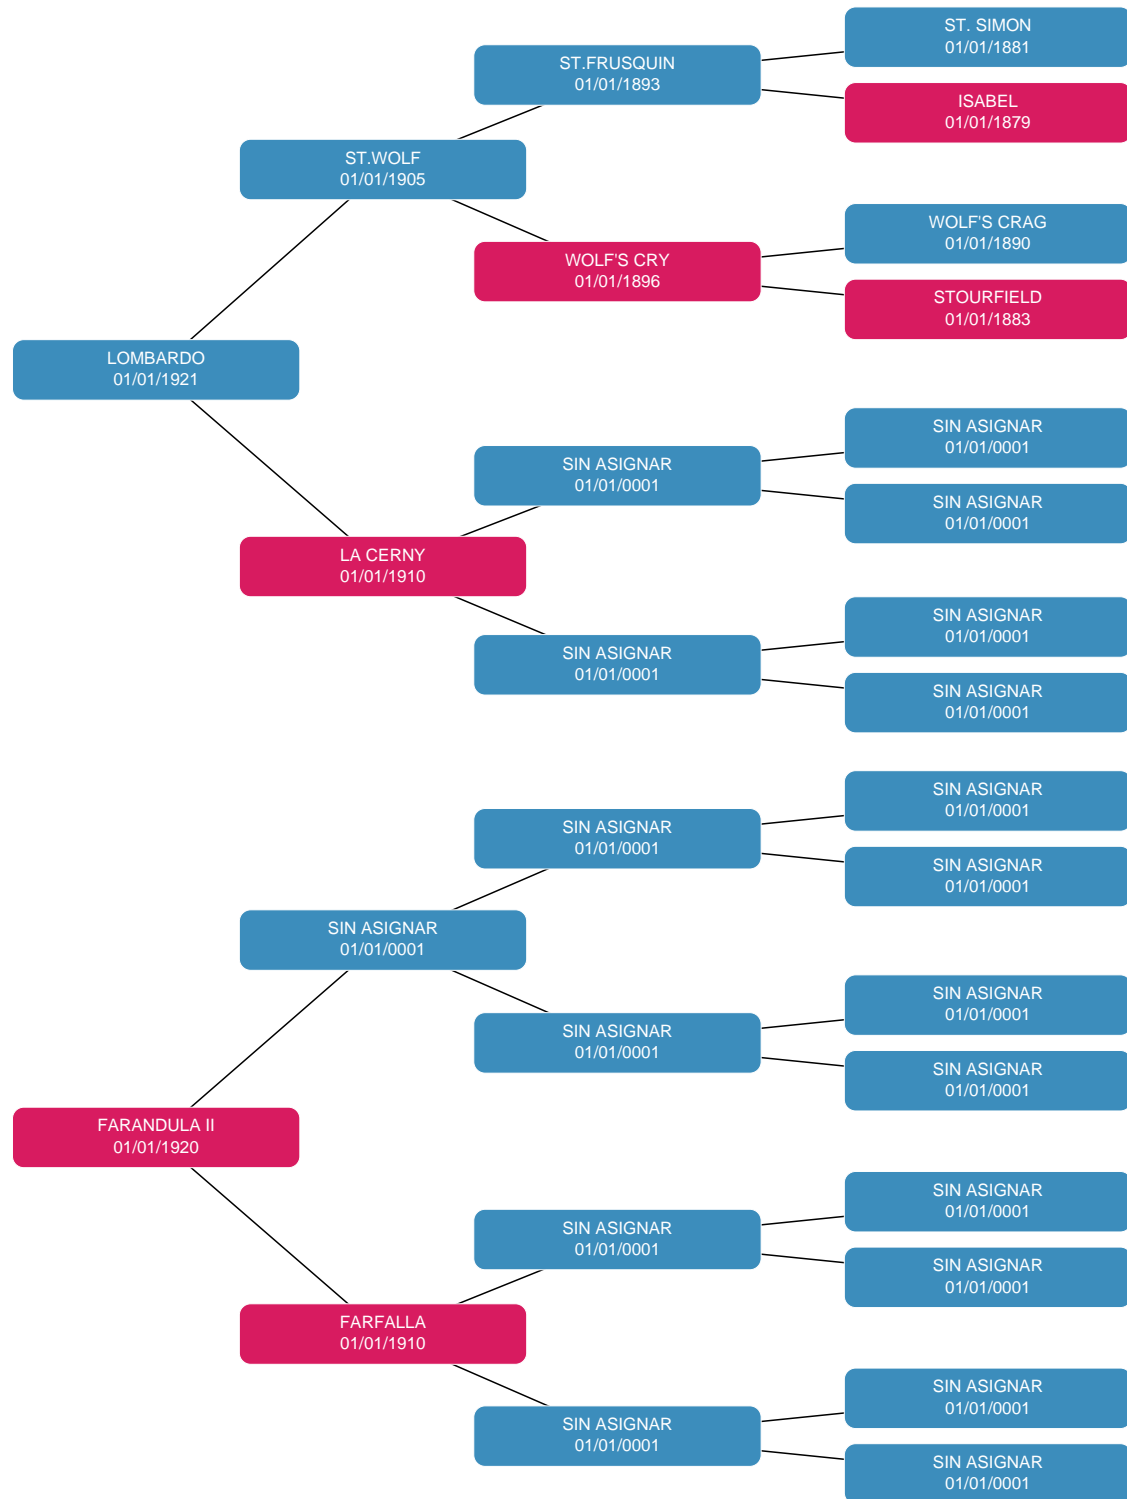 ST. SIMON
01/01/1881
ST.FRUSQUIN
01/01/1893
ISABEL
01/01/1879
ST.WOLF
01/01/1905
WOLF'S CRAG
01/01/1890
WOLF'S CRY
01/01/1896
STOURFIELD
01/01/1883
LOMBARDO
01/01/1921
SIN ASIGNAR
01/01/0001
SIN ASIGNAR
01/01/0001
SIN ASIGNAR
01/01/0001
LA CERNY
01/01/1910
SIN ASIGNAR
01/01/0001
SIN ASIGNAR
01/01/0001
SIN ASIGNAR
01/01/0001
SIN ASIGNAR
01/01/0001
SIN ASIGNAR
01/01/0001
SIN ASIGNAR
01/01/0001
SIN ASIGNAR
01/01/0001
SIN ASIGNAR
01/01/0001
SIN ASIGNAR
01/01/0001
SIN ASIGNAR
01/01/0001
FARANDULA II
01/01/1920
SIN ASIGNAR
01/01/0001
SIN ASIGNAR
01/01/0001
SIN ASIGNAR
01/01/0001
FARFALLA
01/01/1910
SIN ASIGNAR
01/01/0001
SIN ASIGNAR
01/01/0001
SIN ASIGNAR
01/01/0001